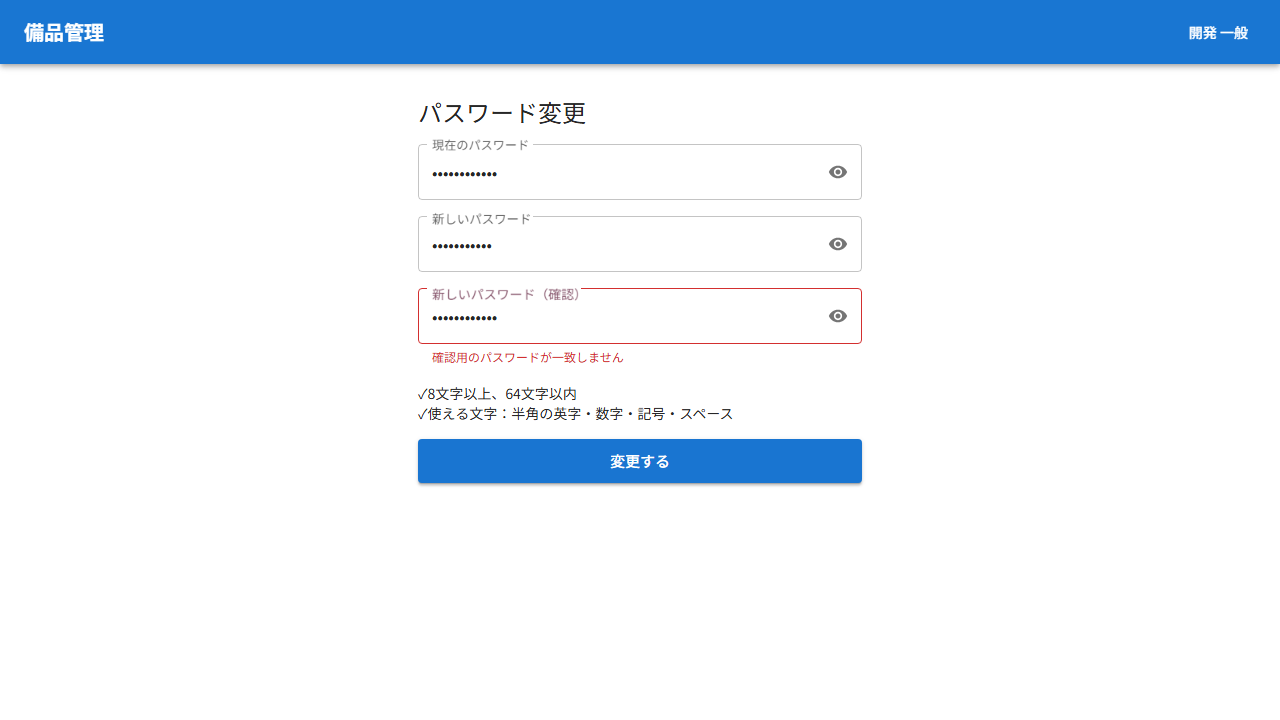 備品管理
開発 一般
パスワード変更
現在のパスワード
••••••••••••
新しいパスワード
•••••••••••
新しいパスワード（確認）
••••••••••••
確認用のパスワードが一致しません
✓8文字以上、64文字以内
✓使える文字：半角の英字・数字・記号・スペース
変更する